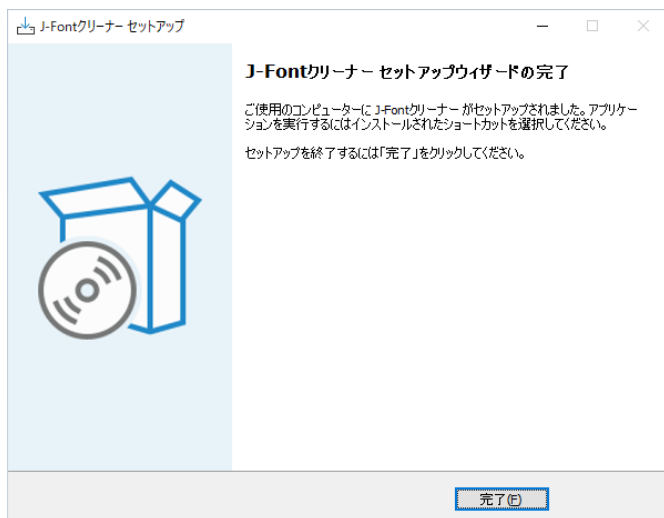 J-Fontクリーナー セットアップ
J-Fontクリーナー セットアップウィザードの完了
ご使用のコンピューターに J-Fontクリーナー がセットアップされました。アプリケー
ションを実行するにはインストールされたショートカットを選択してください。
セットアップを終了するには「完了」をクリックしてください。
完了(F)